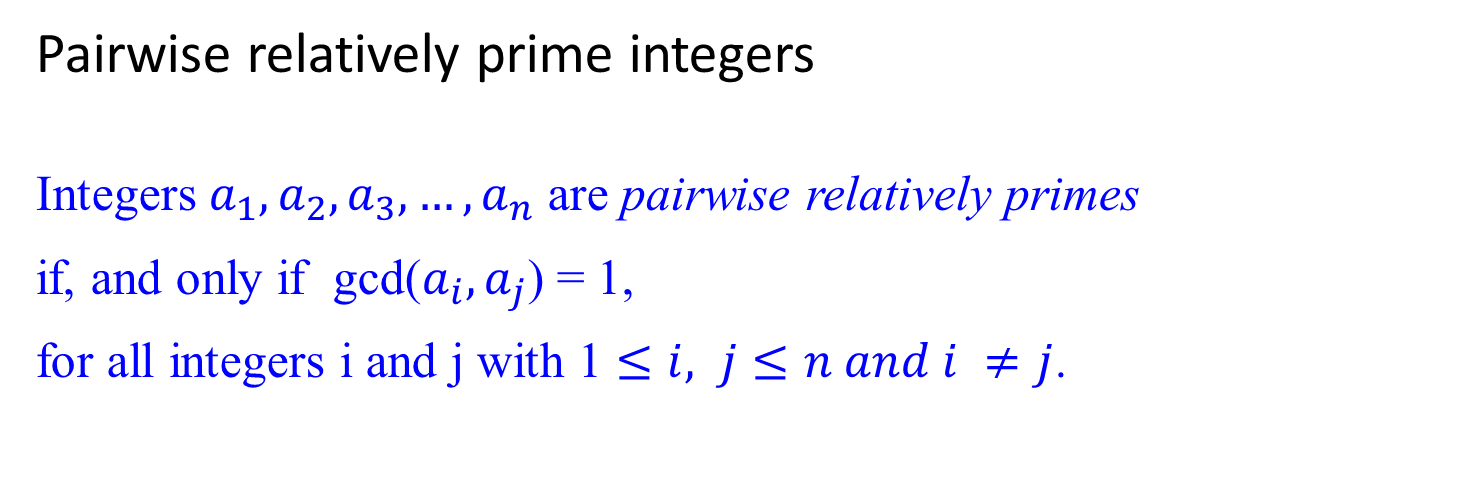 Pairwise relatively prime integers
Integers a₁, a₂, a₃, … , aₙ are pairwise relatively primes
if, and only if gcd(aᵢ, aⱼ) = 1,
for all integers i and j with 1 ≤ i, j ≤ n and i ≠ j.